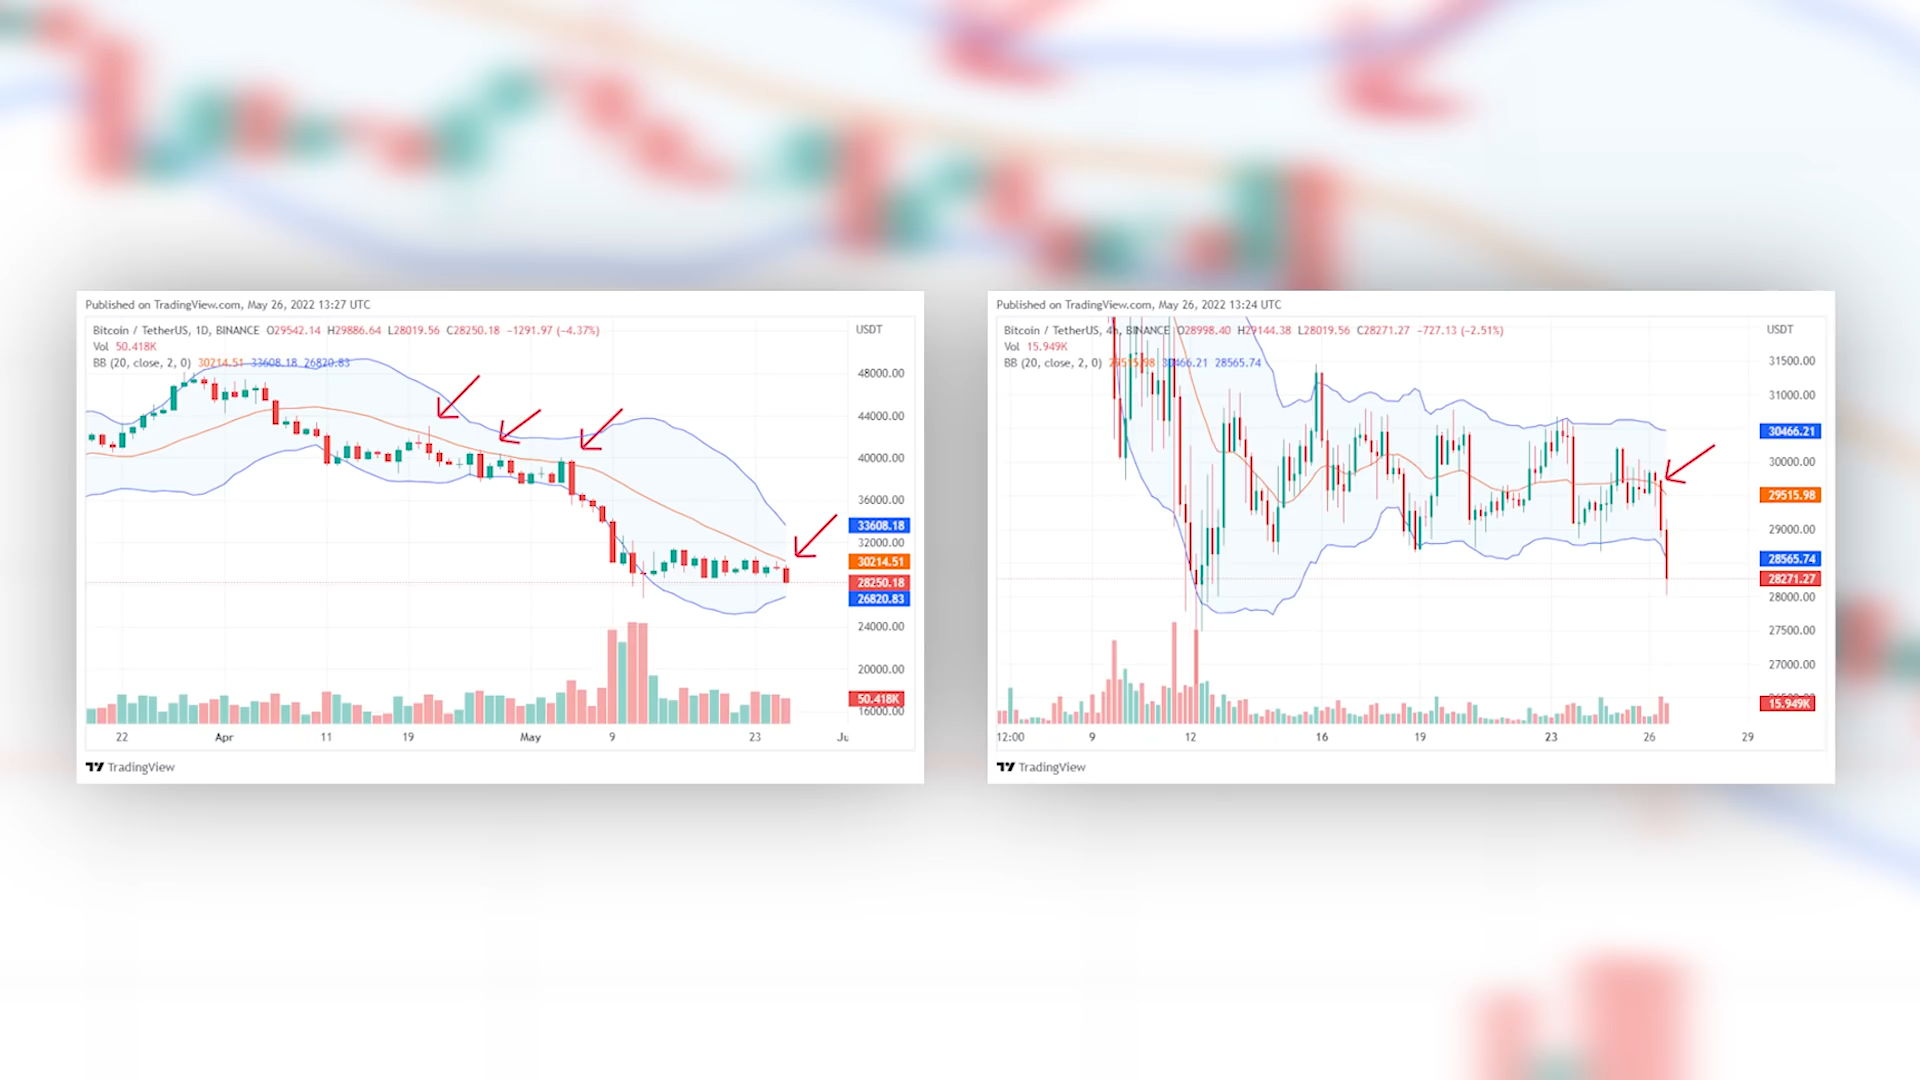 Published on TradingView.com, May 26, 2022 13:27 UTC
Bitcoin / TetherUS, 1D, BINANCE O29542.14 H29886.64 L28019.56 C28250.18 −1291.97 (−4.37%)
USDT
Vol 50.418K
BB (20, close, 2, 0) 30214.51 33608.18 26820.83
48000.00
44000.00
40000.00
36000.00
33608.18
32000.00
30214.51
28250.18
26820.83
24000.00
20000.00
50.418K
16000.00
22 Apr 11 19 May 9 23 Ju
TradingView
Published on TradingView.com, May 26, 2022 13:24 UTC
Bitcoin / TetherUS, 4h, BINANCE O28998.40 H29144.38 L28019.56 C28271.27 −727.13 (−2.51%)
USDT
Vol 15.949K
BB (20, close, 2, 0) 29515.98 30466.21 28565.74
31500.00
31000.00
30466.21
30000.00
29515.98
29000.00
28565.74
28271.27
28000.00
27500.00
27000.00
26500.00
15.949K
12:00 9 12 16 19 23 26 29
TradingView